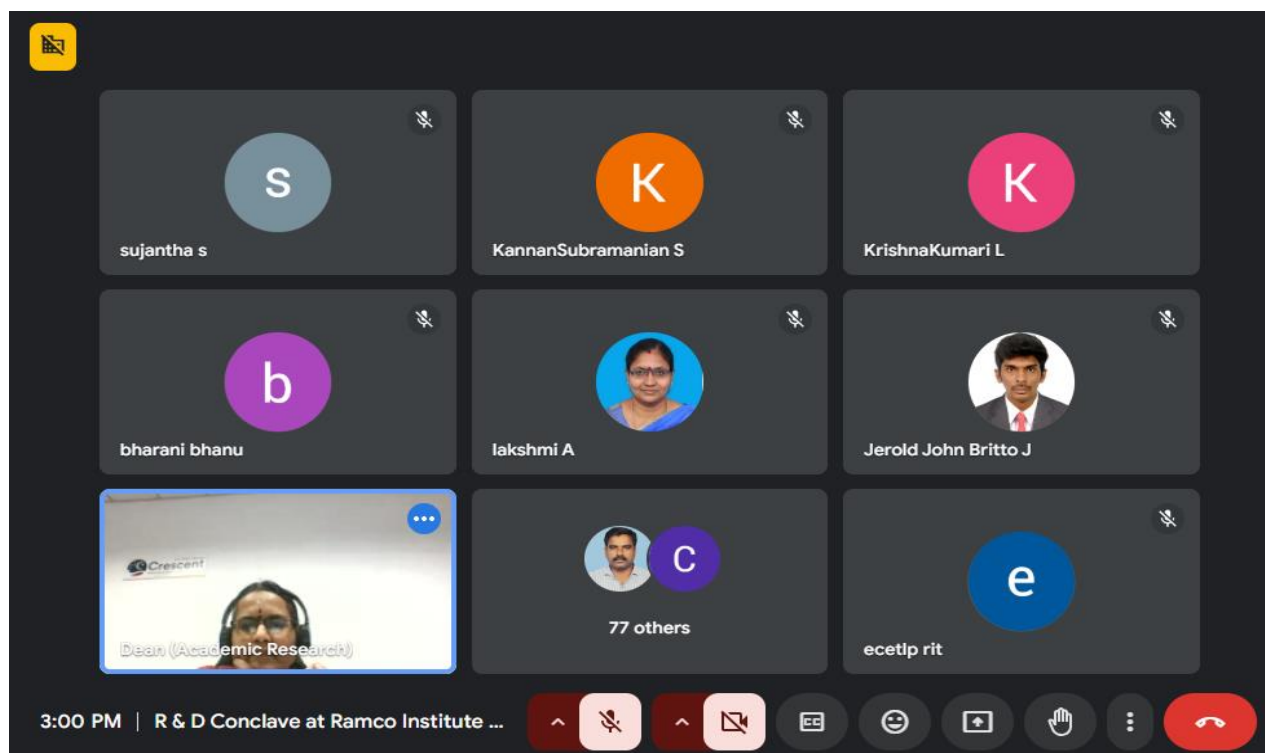 s
sujantha s
K
KannanSubramanian S
K
KrishnaKumari L
b
bharani bhanu
lakshmi A
Jerold John Britto J
Crescent
Dean (Academic Research)
C
77 others
e
ecetlp rit
3:00 PM | R & D Conclave at Ramco Institute ...
CC